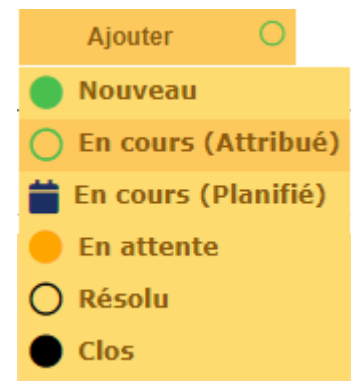 Ajouter
Nouveau
En cours (Attribué)
En cours (Planifié)
En attente
Résolu
Clos